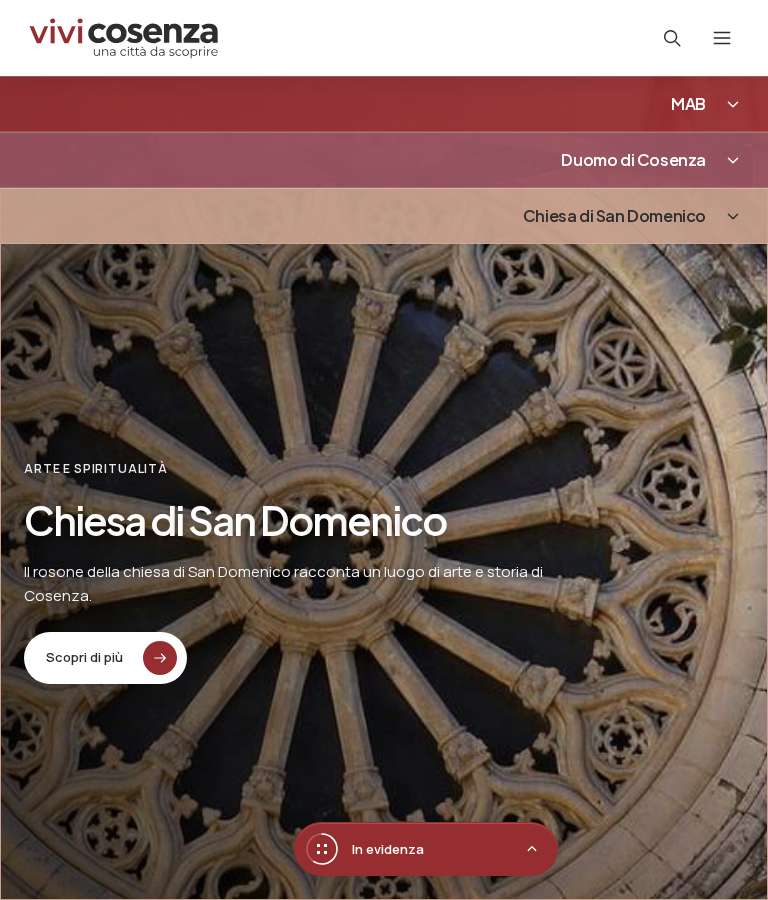 vivicosenza
una città da scoprire
MAB
Duomo di Cosenza
Chiesa di San Domenico
ARTE E SPIRITUALITÀ
Chiesa di San Domenico
Il rosone della chiesa di San Domenico racconta un luogo di arte e storia di
Cosenza.
Scopri di più
In evidenza